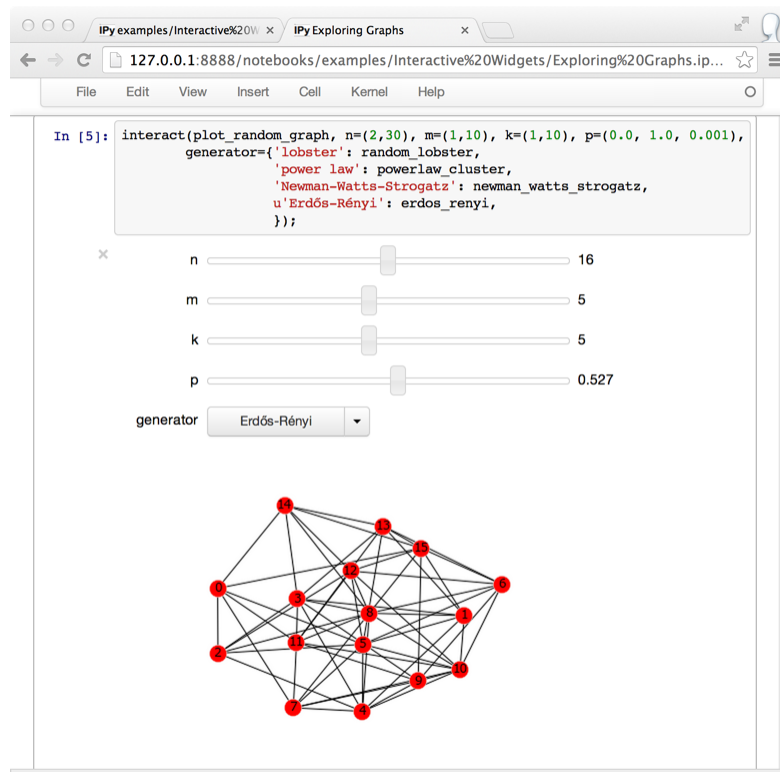 IPy examples/Interactive%20W
IPy Exploring Graphs
127.0.0.1:8888/notebooks/examples/Interactive%20Widgets/Exploring%20Graphs.ip...
File Edit View Insert Cell Kernel Help
In [5]: interact(plot_random_graph, n=(2,30), m=(1,10), k=(1,10), p=(0.0, 1.0, 0.001),
generator={'lobster': random_lobster,
'power law': powerlaw_cluster,
'Newman-Watts-Strogatz': newman_watts_strogatz,
u'Erdős-Rényi': erdos_renyi,
});
n 16
m 5
k 5
p 0.527
generator Erdős-Rényi
14
13
15
12
6
0
3
8
1
11
5
2
10
9
7
4